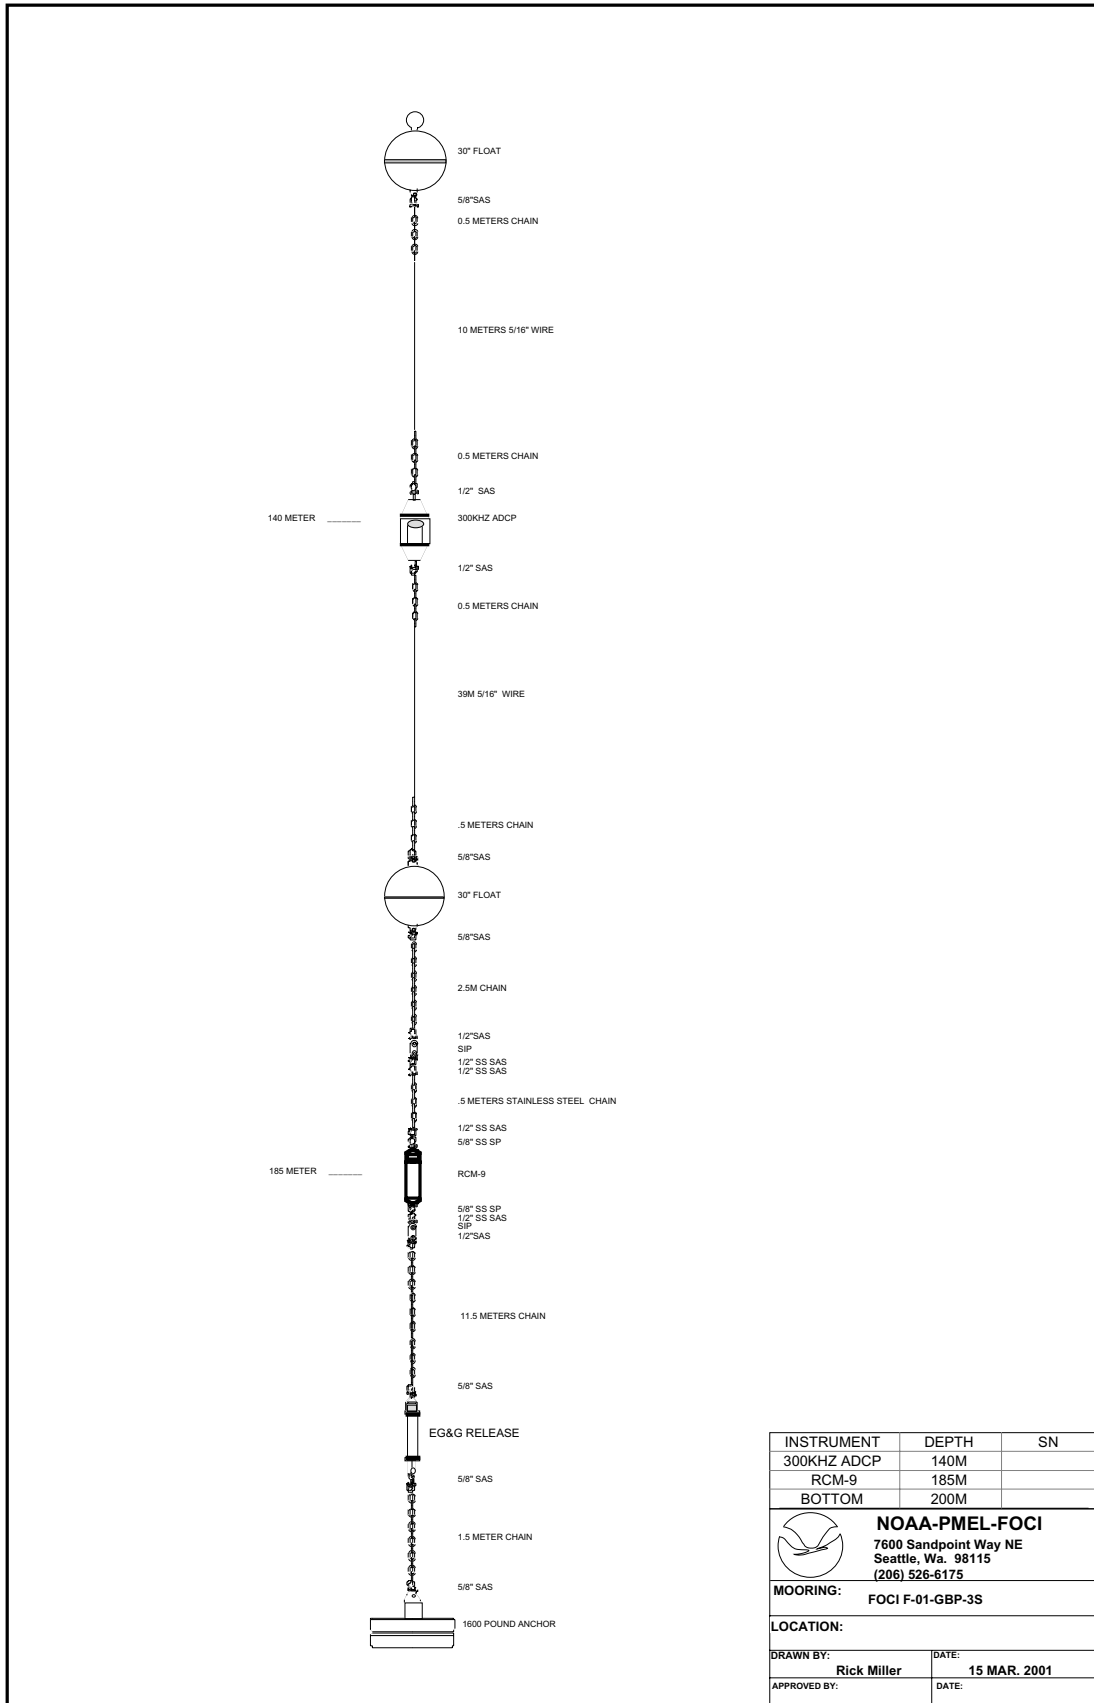 30" FLOAT
5/8"SAS
0.5 METERS CHAIN
10 METERS 5/16" WIRE
0.5 METERS CHAIN
1/2" SAS
140 METER _______ 300KHZ ADCP
1/2" SAS
0.5 METERS CHAIN
39M 5/16" WIRE
.5 METERS CHAIN
5/8"SAS
30" FLOAT
5/8"SAS
2.5M CHAIN
1/2"SAS
SIP
1/2" SS SAS
1/2" SS SAS
.5 METERS STAINLESS STEEL CHAIN
1/2" SS SAS
5/8" SS SP
185 METER _______ RCM-9
5/8" SS SP
1/2" SS SAS
SIP
1/2"SAS
11.5 METERS CHAIN
5/8" SAS
EG&G RELEASE
5/8" SAS
1.5 METER CHAIN
5/8" SAS
1600 POUND ANCHOR
INSTRUMENT DEPTH SN
300KHZ ADCP 140M
RCM-9 185M
BOTTOM 200M
NOAA-PMEL-FOCI
7600 Sandpoint Way NE
Seattle, Wa. 98115
(206) 526-6175
MOORING: FOCI F-01-GBP-3S
LOCATION:
DRAWN BY: Rick Miller DATE: 15 MAR. 2001
APPROVED BY: DATE: